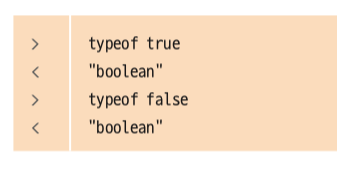 > typeof true
< "boolean"
> typeof false
< "boolean"